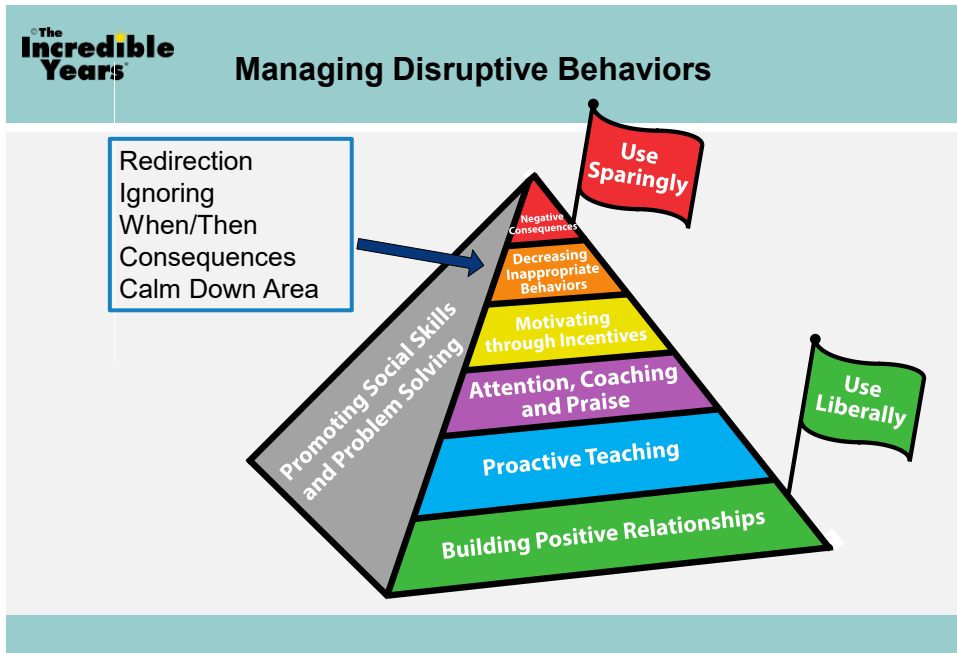 ©The
Incredible
Years®
Managing Disruptive Behaviors
Redirection
Ignoring
When/Then
Consequences
Calm Down Area
Use
Sparingly
Negative
Consequences
Decreasing
Inappropriate
Behaviors
Motivating
through Incentives
Attention, Coaching
and Praise
Proactive Teaching
Building Positive Relationships
Promoting Social Skills
and Problem Solving
Use
Liberally